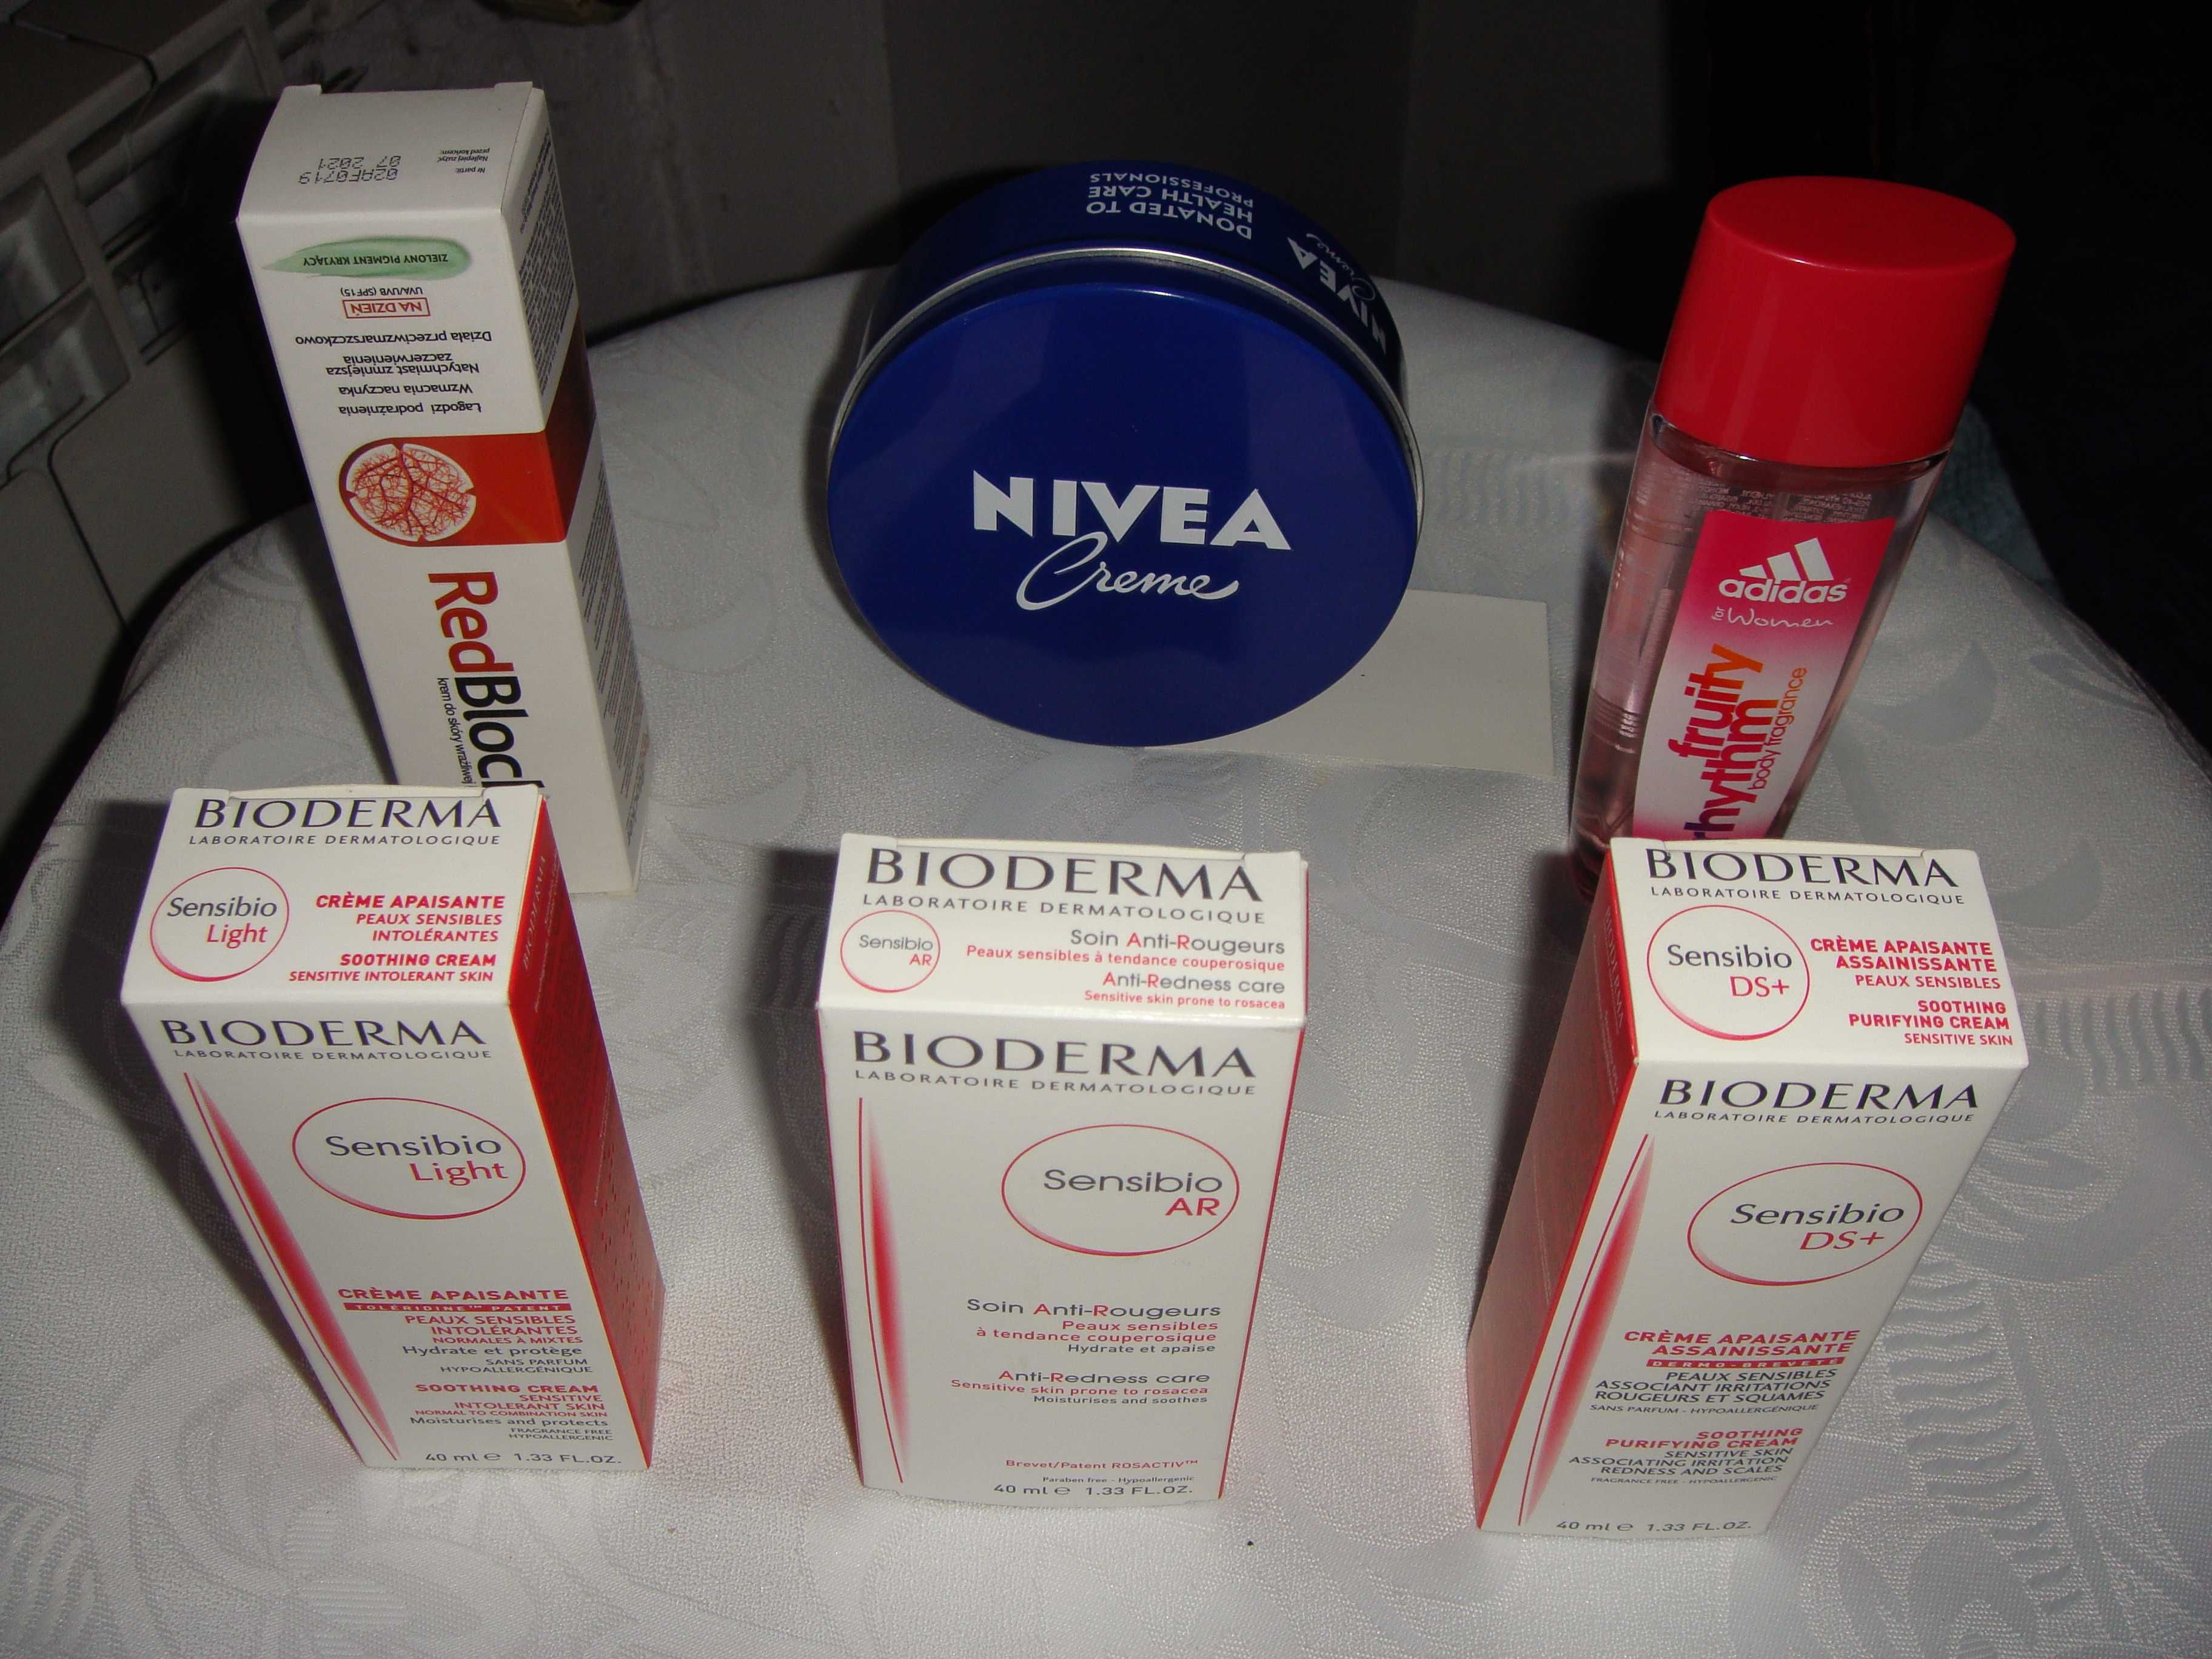 Nr partii:
Najlepiej zużyć
przed końcem:
02AF0719
07 2021
ZIELONY PIGMENT KRYJĄCY
UVA/UVB (SPF15)
NA DZIEŃ
Działa przeciwzmarszczkowo
Natychmiast zmniejsza
zaczerwienienia
Wzmacnia naczynka
Łagodzi podrażnienia
RedBlock
krem do skóry wrażliwej
DONATED TO
HEALTH CARE
PROFESSIONALS
NIVEA
Creme
NIVEA
Creme
adidas
for Women
fruity
rhythm
body fragrance
BIODERMA
LABORATOIRE DERMATOLOGIQUE
Sensibio
Light
CRÈME APAISANTE
PEAUX SENSIBLES
INTOLÉRANTES
SOOTHING CREAM
SENSITIVE INTOLERANT SKIN
BIODERMA
BIODERMA
LABORATOIRE DERMATOLOGIQUE
Sensibio
Light
CRÈME APAISANTE
TOLÉRIDINE™ PATENT
PEAUX SENSIBLES
INTOLÉRANTES
NORMALES À MIXTES
Hydrate et protège
SANS PARFUM
HYPOALLERGÉNIQUE
SOOTHING CREAM
SENSITIVE
INTOLERANT SKIN
NORMAL TO COMBINATION SKIN
Moisturises and protects
FRAGRANCE FREE
HYPOALLERGENIC
40 ml e 1.33 FL.OZ.
BIODERMA
LABORATOIRE DERMATOLOGIQUE
Sensibio
AR
Soin Anti-Rougeurs
Peaux sensibles à tendance couperosique
Anti-Redness care
Sensitive skin prone to rosacea
BIODERMA
LABORATOIRE DERMATOLOGIQUE
Sensibio
AR
Soin Anti-Rougeurs
Peaux sensibles
à tendance couperosique
Hydrate et apaise
Anti-Redness care
Sensitive skin prone to rosacea
Moisturises and soothes
Brevet/Patent ROSACTIV™
Paraben free - Hypoallergenic
40 ml e 1.33 FL.OZ.
BIODERMA
LABORATOIRE DERMATOLOGIQUE
Sensibio
DS+
CRÈME APAISANTE
ASSAINISSANTE
PEAUX SENSIBLES
SOOTHING
PURIFYING CREAM
SENSITIVE SKIN
BIODERMA
BIODERMA
LABORATOIRE DERMATOLOGIQUE
Sensibio
DS+
CRÈME APAISANTE
ASSAINISSANTE
DERMO-BREVETÉ
PEAUX SENSIBLES
ASSOCIANT IRRITATIONS
ROUGEURS ET SQUAMES
SANS PARFUM - HYPOALLERGÉNIQUE
SOOTHING
PURIFYING CREAM
SENSITIVE SKIN
ASSOCIATING IRRITATION
REDNESS AND SCALES
FRAGRANCE FREE - HYPOALLERGENIC
40 ml e 1.33 FL.OZ.